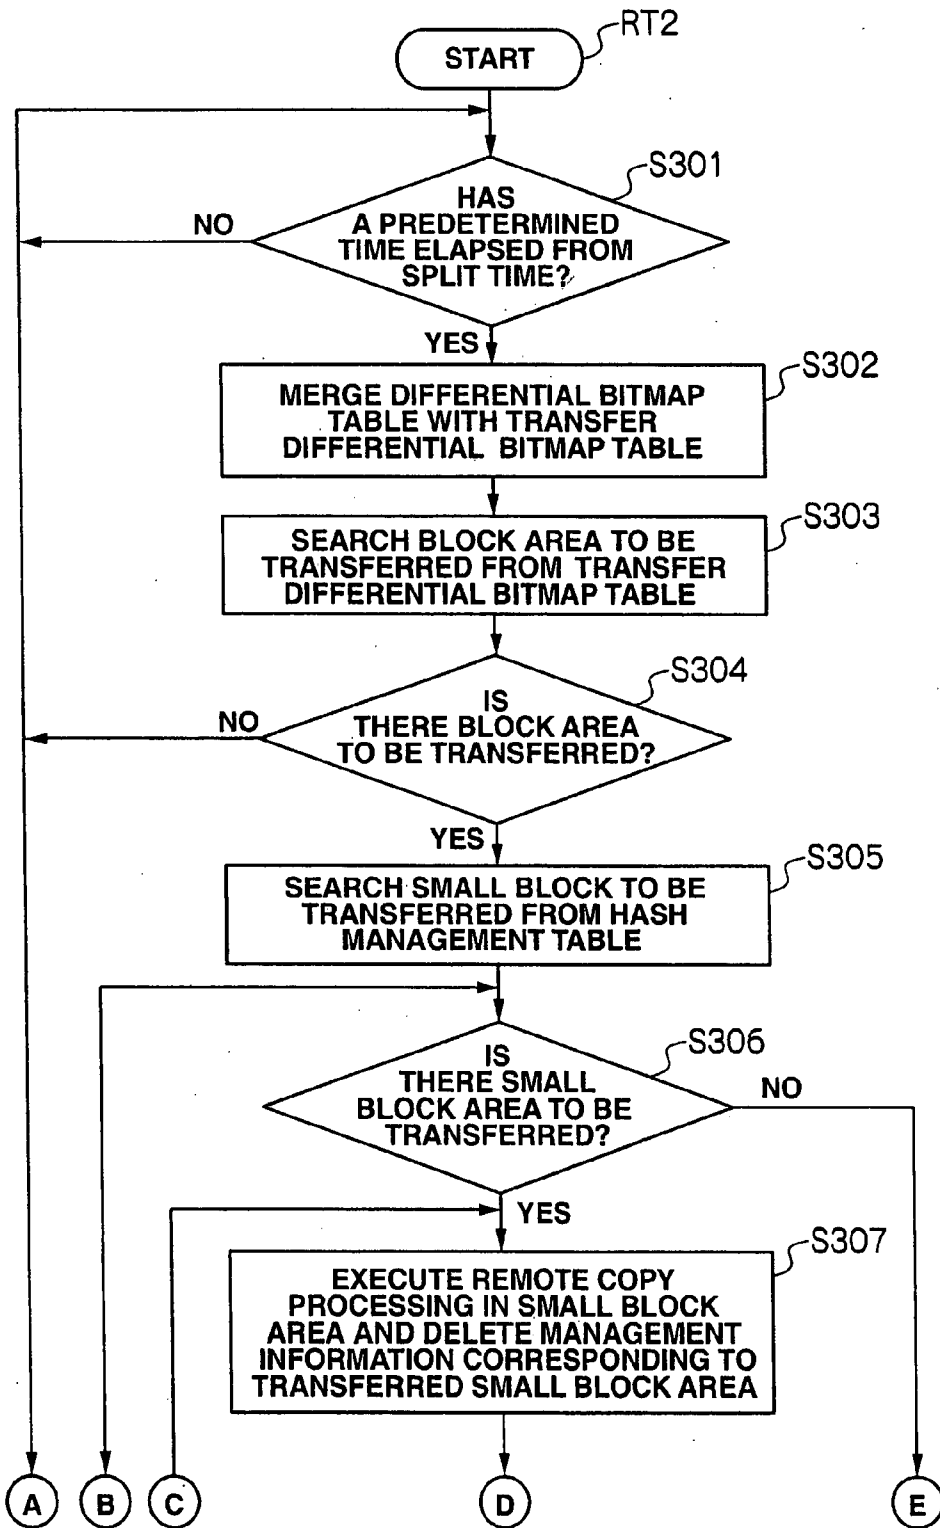 RT2
START
S301
HAS
A PREDETERMINED
TIME ELAPSED FROM
SPLIT TIME?
NO
YES
S302
MERGE DIFFERENTIAL BITMAP
TABLE WITH TRANSFER
DIFFERENTIAL BITMAP TABLE
S303
SEARCH BLOCK AREA TO BE
TRANSFERRED FROM TRANSFER
DIFFERENTIAL BITMAP TABLE
S304
IS
THERE BLOCK AREA
TO BE TRANSFERRED?
NO
YES
S305
SEARCH SMALL BLOCK TO BE
TRANSFERRED FROM HASH
MANAGEMENT TABLE
S306
IS
THERE SMALL
BLOCK AREA TO BE
TRANSFERRED?
NO
YES
S307
EXECUTE REMOTE COPY
PROCESSING IN SMALL BLOCK
AREA AND DELETE MANAGEMENT
INFORMATION CORRESPONDING TO
TRANSFERRED SMALL BLOCK AREA
A B C D E